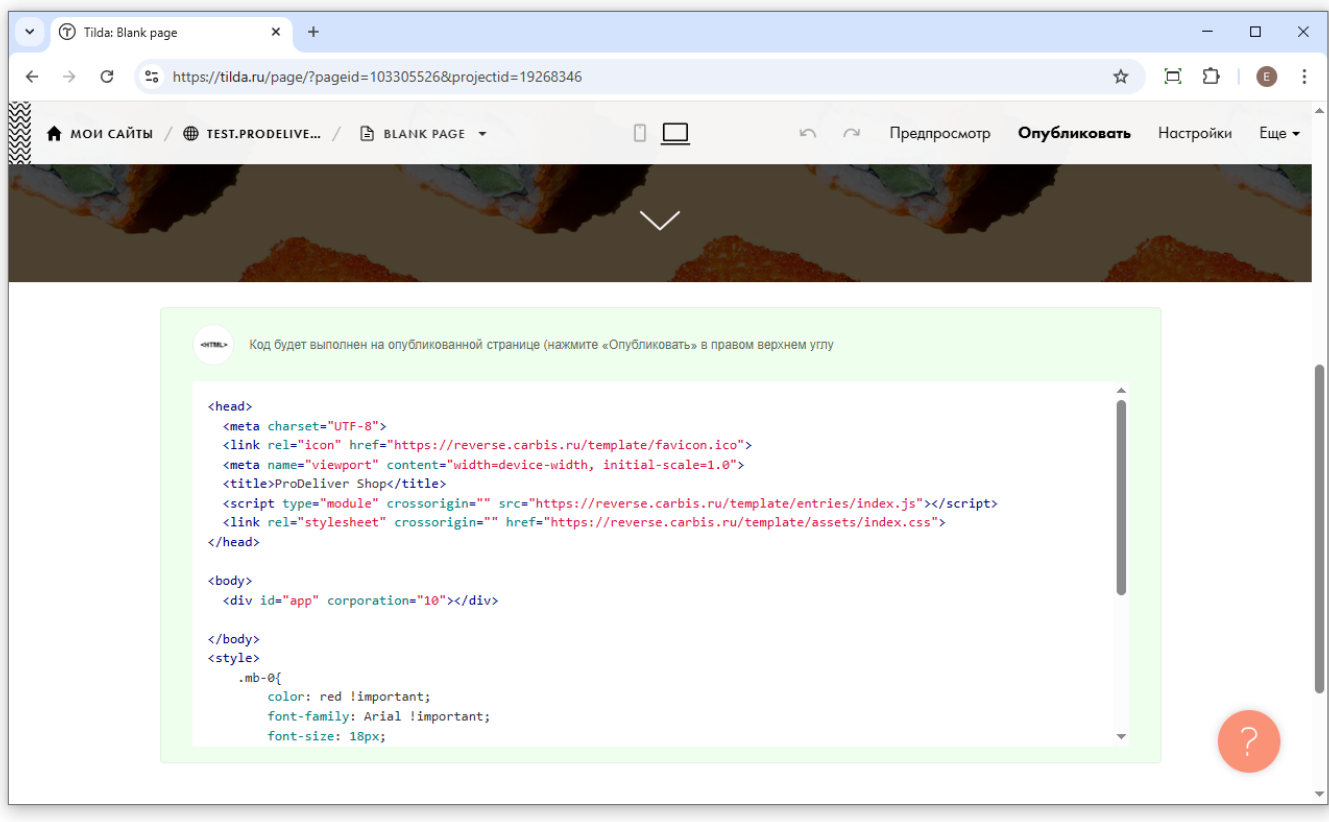 Tilda: Blank page
https://tilda.ru/page/?pageid=103305526&projectid=19268346
E
МОИ САЙТЫ / TEST.PRODELIVE... / BLANK PAGE
Предпросмотр Опубликовать Настройки Еще
<HTML> Код будет выполнен на опубликованной странице (нажмите «Опубликовать» в правом верхнем углу
<head>
  <meta charset="UTF-8">
  <link rel="icon" href="https://reverse.carbis.ru/template/favicon.ico">
  <meta name="viewport" content="width=device-width, initial-scale=1.0">
  <title>ProDeliver Shop</title>
  <script type="module" crossorigin="" src="https://reverse.carbis.ru/template/entries/index.js"></script>
  <link rel="stylesheet" crossorigin="" href="https://reverse.carbis.ru/template/assets/index.css">
</head>
<body>
  <div id="app" corporation="10"></div>
</body>
<style>
    .mb-0{
        color: red !important;
        font-family: Arial !important;
        font-size: 18px;
?